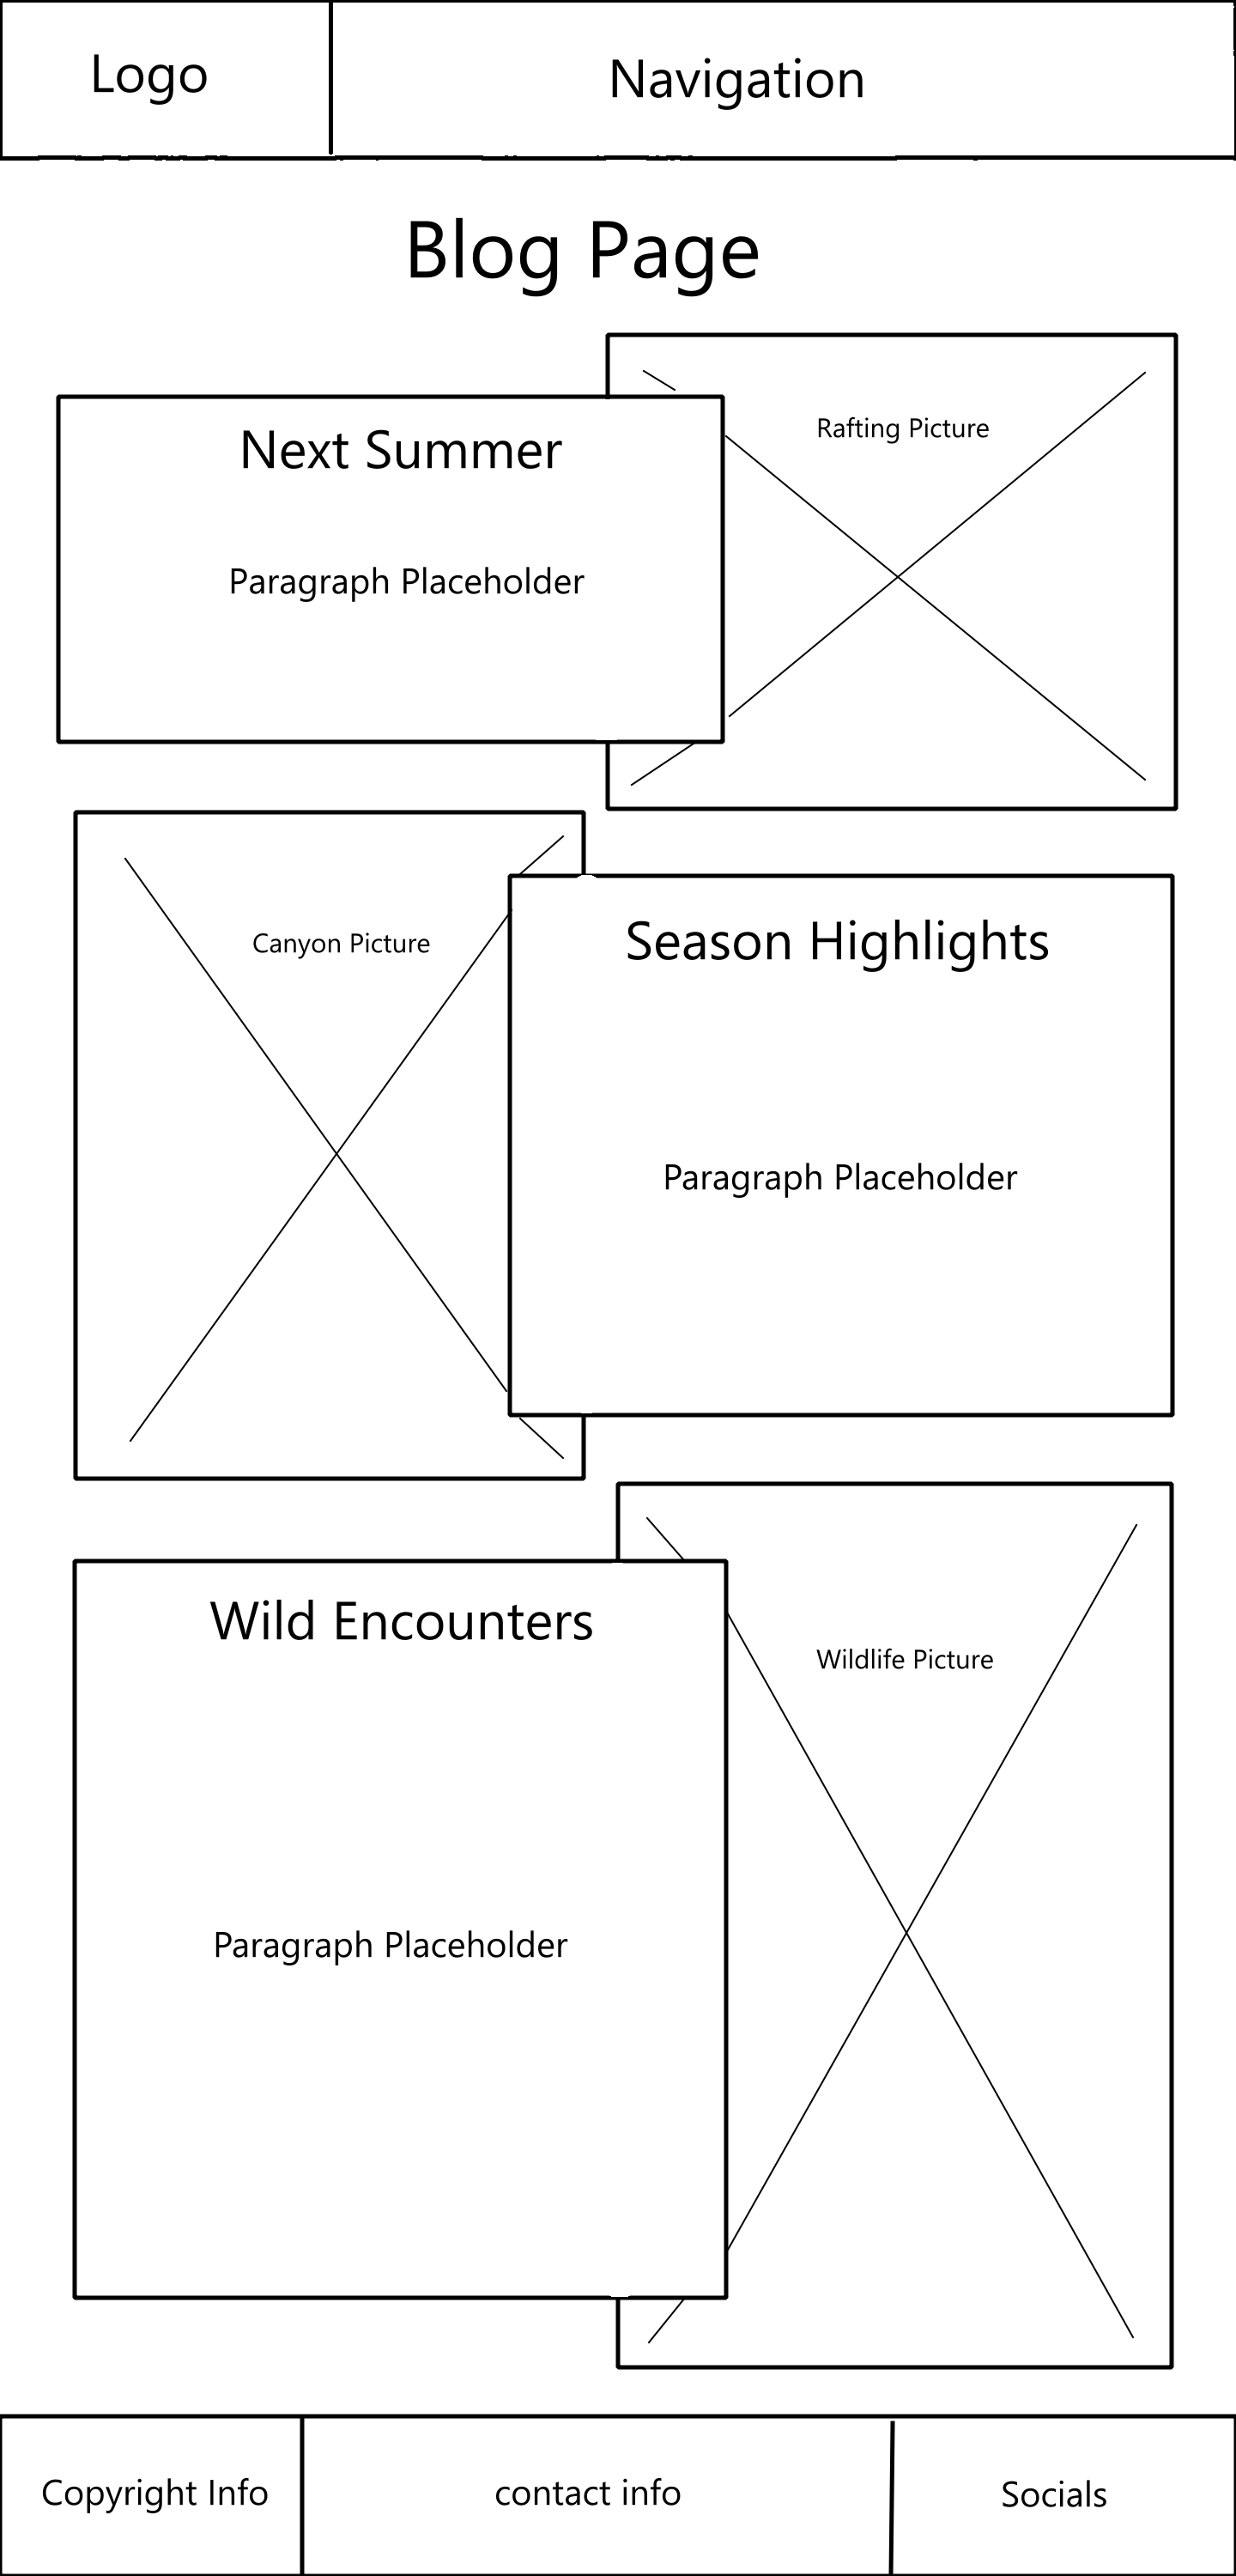 Logo
Navigation
Blog Page
Rafting Picture
Next Summer
Paragraph Placeholder
Canyon Picture
Season Highlights
Paragraph Placeholder
Wild Encounters
Wildlife Picture
Paragraph Placeholder
Copyright Info
contact info
Socials